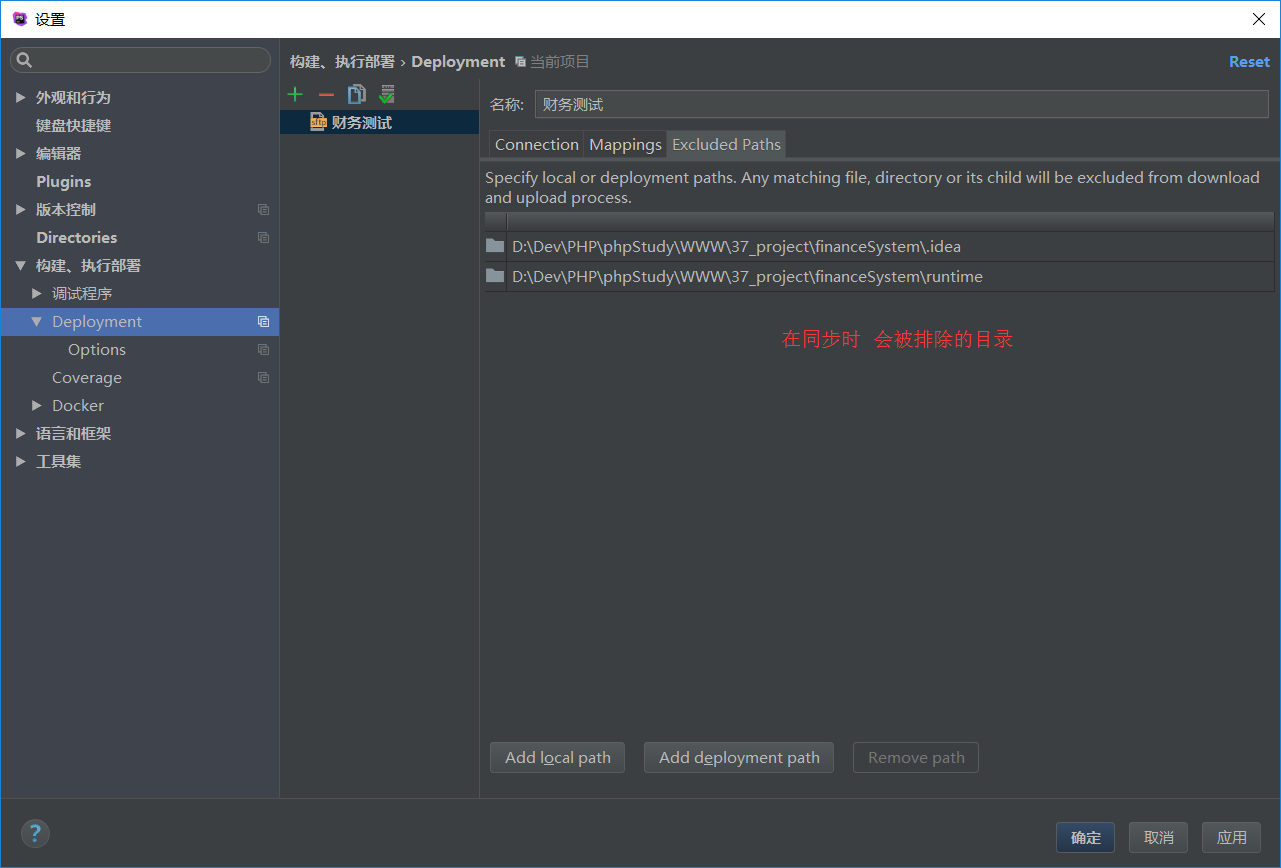 设置
构建、执行部署 › Deployment 当前项目 Reset
外观和行为
键盘快捷键
编辑器
Plugins
版本控制
Directories
构建、执行部署
调试程序
Deployment
Options
Coverage
Docker
语言和框架
工具集
sftp 财务测试
名称: 财务测试
Connection Mappings Excluded Paths
Specify local or deployment paths. Any matching file, directory or its child will be excluded from download
and upload process.
D:\Dev\PHP\phpStudy\WWW\37_project\financeSystem\.idea
D:\Dev\PHP\phpStudy\WWW\37_project\financeSystem\runtime
在同步时 会被排除的目录
Add local path Add deployment path Remove path
? 确定 取消 应用